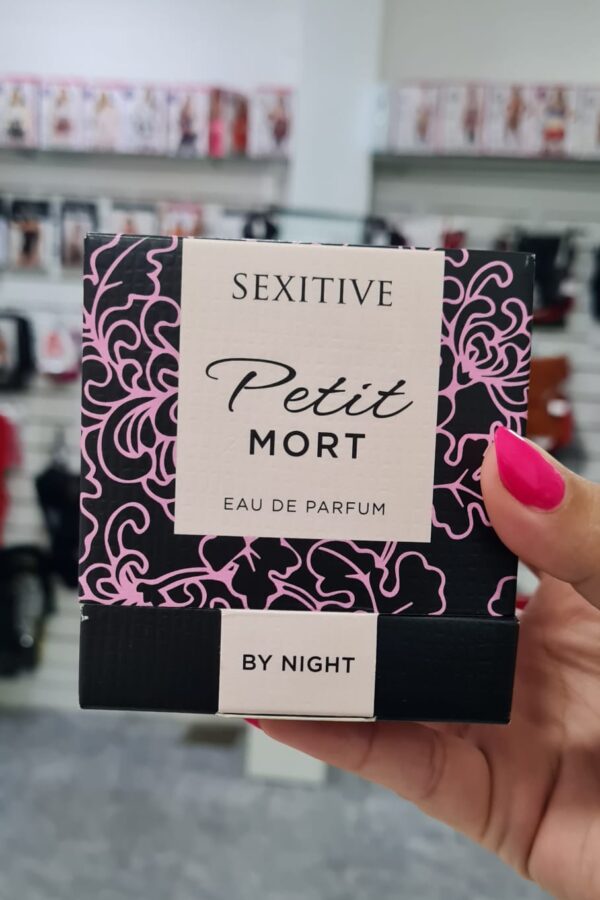 SEXITIVE
Petit
MORT
EAU DE PARFUM
BY NIGHT